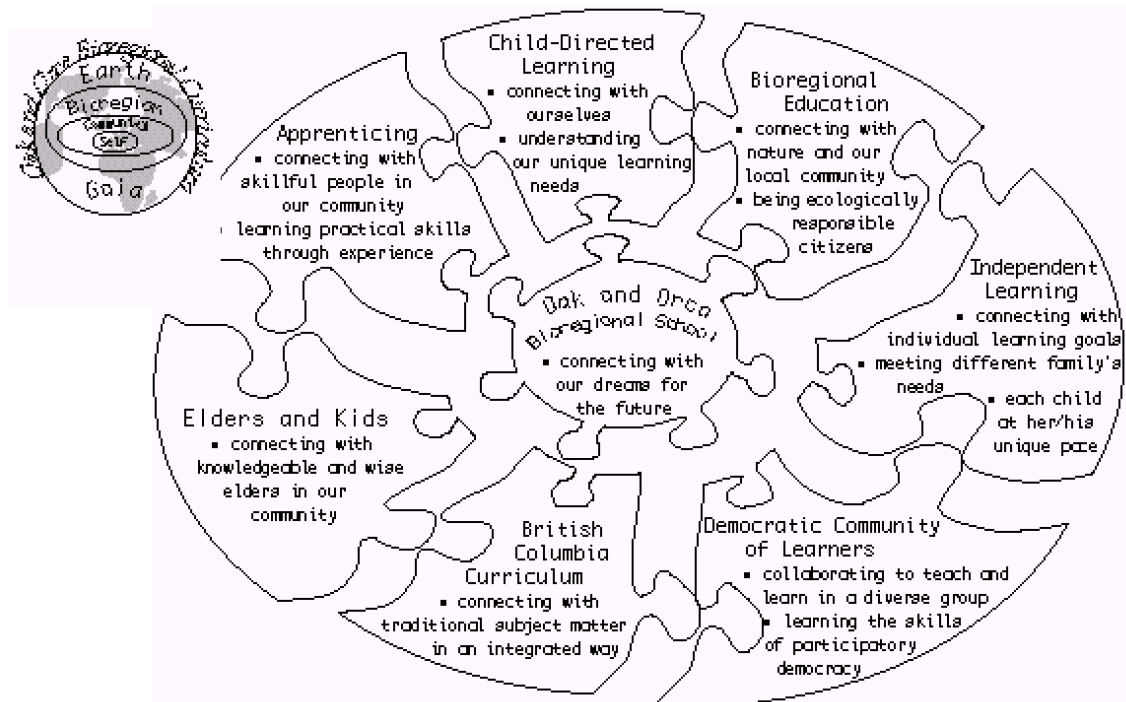 Oak and Orca Bioregional Curriculum
Earth
Bioregion
Community
Self
Gaia
Child-Directed
Learning
▪ connecting with
ourselves
▪ understanding
our unique learning
needs
Bioregional
Education
▪ connecting with
nature and our
local community
▪ being ecologically
responsible
citizens
Apprenticing
▪ connecting with
skillful people in
our community
learning practical skills
through experience
Independent
Learning
▪ connecting with
individual learning goals
▪ meeting different family's
needs
▪ each child
at her/his
unique pace
Oak and Orca
Bioregional School
▪ connecting with
our dreams for
the future
Elders and Kids
▪ connecting with
knowledgeable and wise
elders in our
community
British
Columbia
Curriculum
▪ connecting with
traditional subject matter
in an integrated way
Democratic Community
of Learners
▪ collaborating to teach and
learn in a diverse group
▪ learning the skills
of participatory
democracy